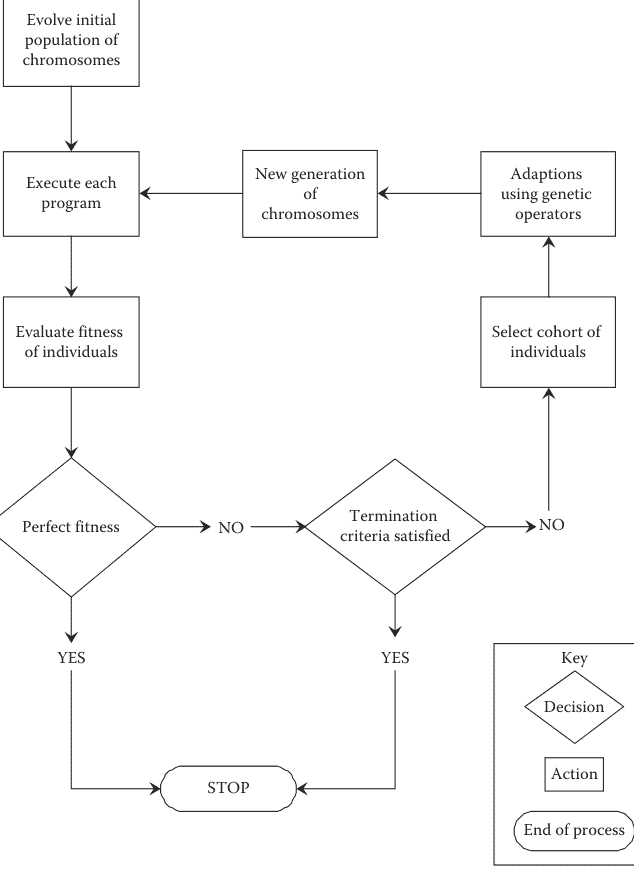 Evolve initial
population of
chromosomes
Execute each
program
New generation
of
chromosomes
Adaptions
using genetic
operators
Evaluate fitness
of individuals
Select cohort of
individuals
Perfect fitness
NO
Termination
criteria satisfied
NO
YES
YES
STOP
Key
Decision
Action
End of process